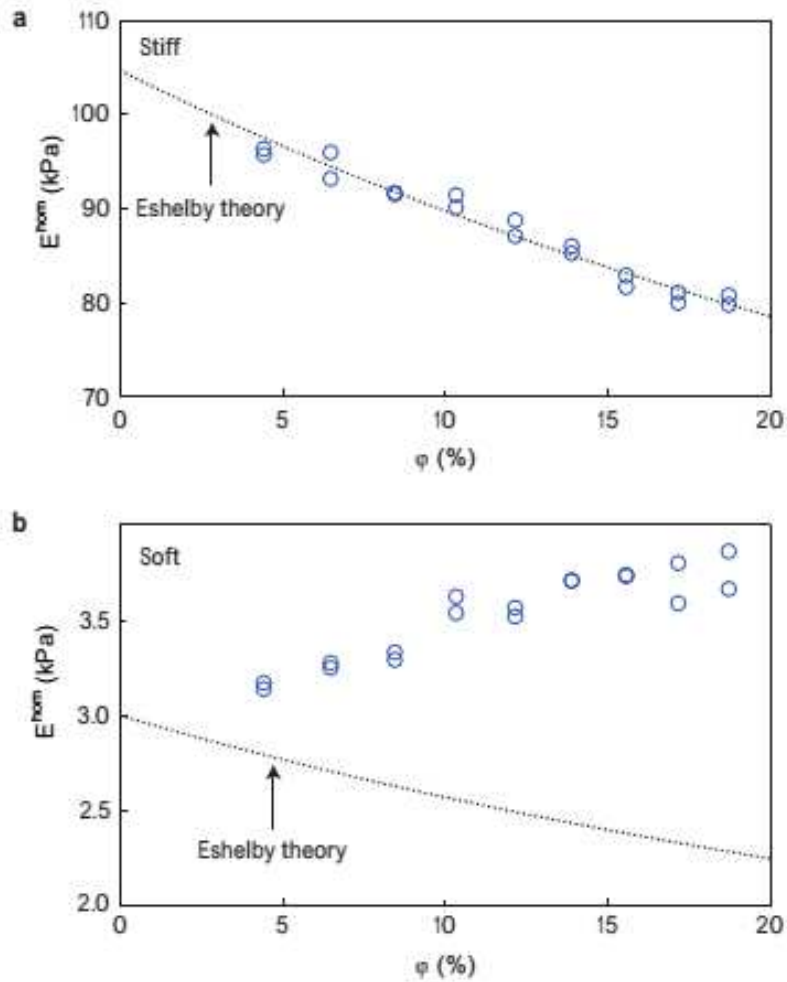 a
110
Stiff
100
Eshelby theory
90
80
70
E^hom (kPa)
0 5 10 15 20
φ (%)
b
Soft
3.5
3.0
2.5
Eshelby theory
2.0
E^hom (kPa)
0 5 10 15 20
φ (%)